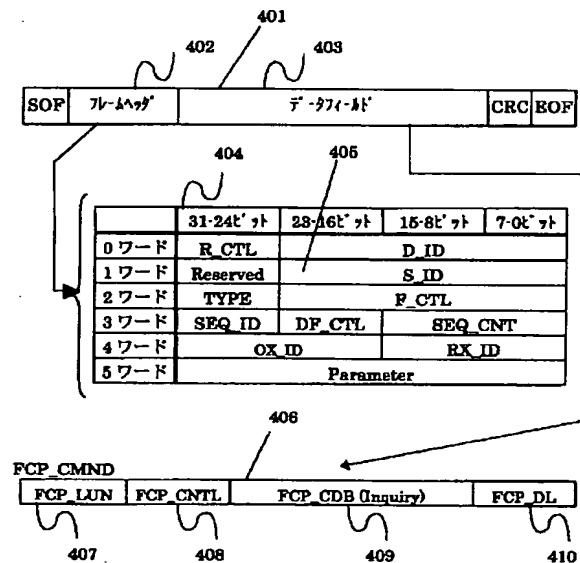 401
402 403
SOF ﾌﾚｰﾑﾍｯﾀﾞ ﾃﾞｰﾀﾌｨｰﾙﾄﾞ CRC EOF
404 405
31-24ﾋﾞｯﾄ 23-16ﾋﾞｯﾄ 15-8ﾋﾞｯﾄ 7-0ﾋﾞｯﾄ
0 ワード R_CTL D_ID
1 ワード Reserved S_ID
2 ワード TYPE F_CTL
3 ワード SEQ_ID DF_CTL SEQ_CNT
4 ワード OX_ID RX_ID
5 ワード Parameter
406
FCP_CMND
FCP_LUN FCP_CNTL FCP_CDB (Inquiry) FCP_DL
407 408 409 410